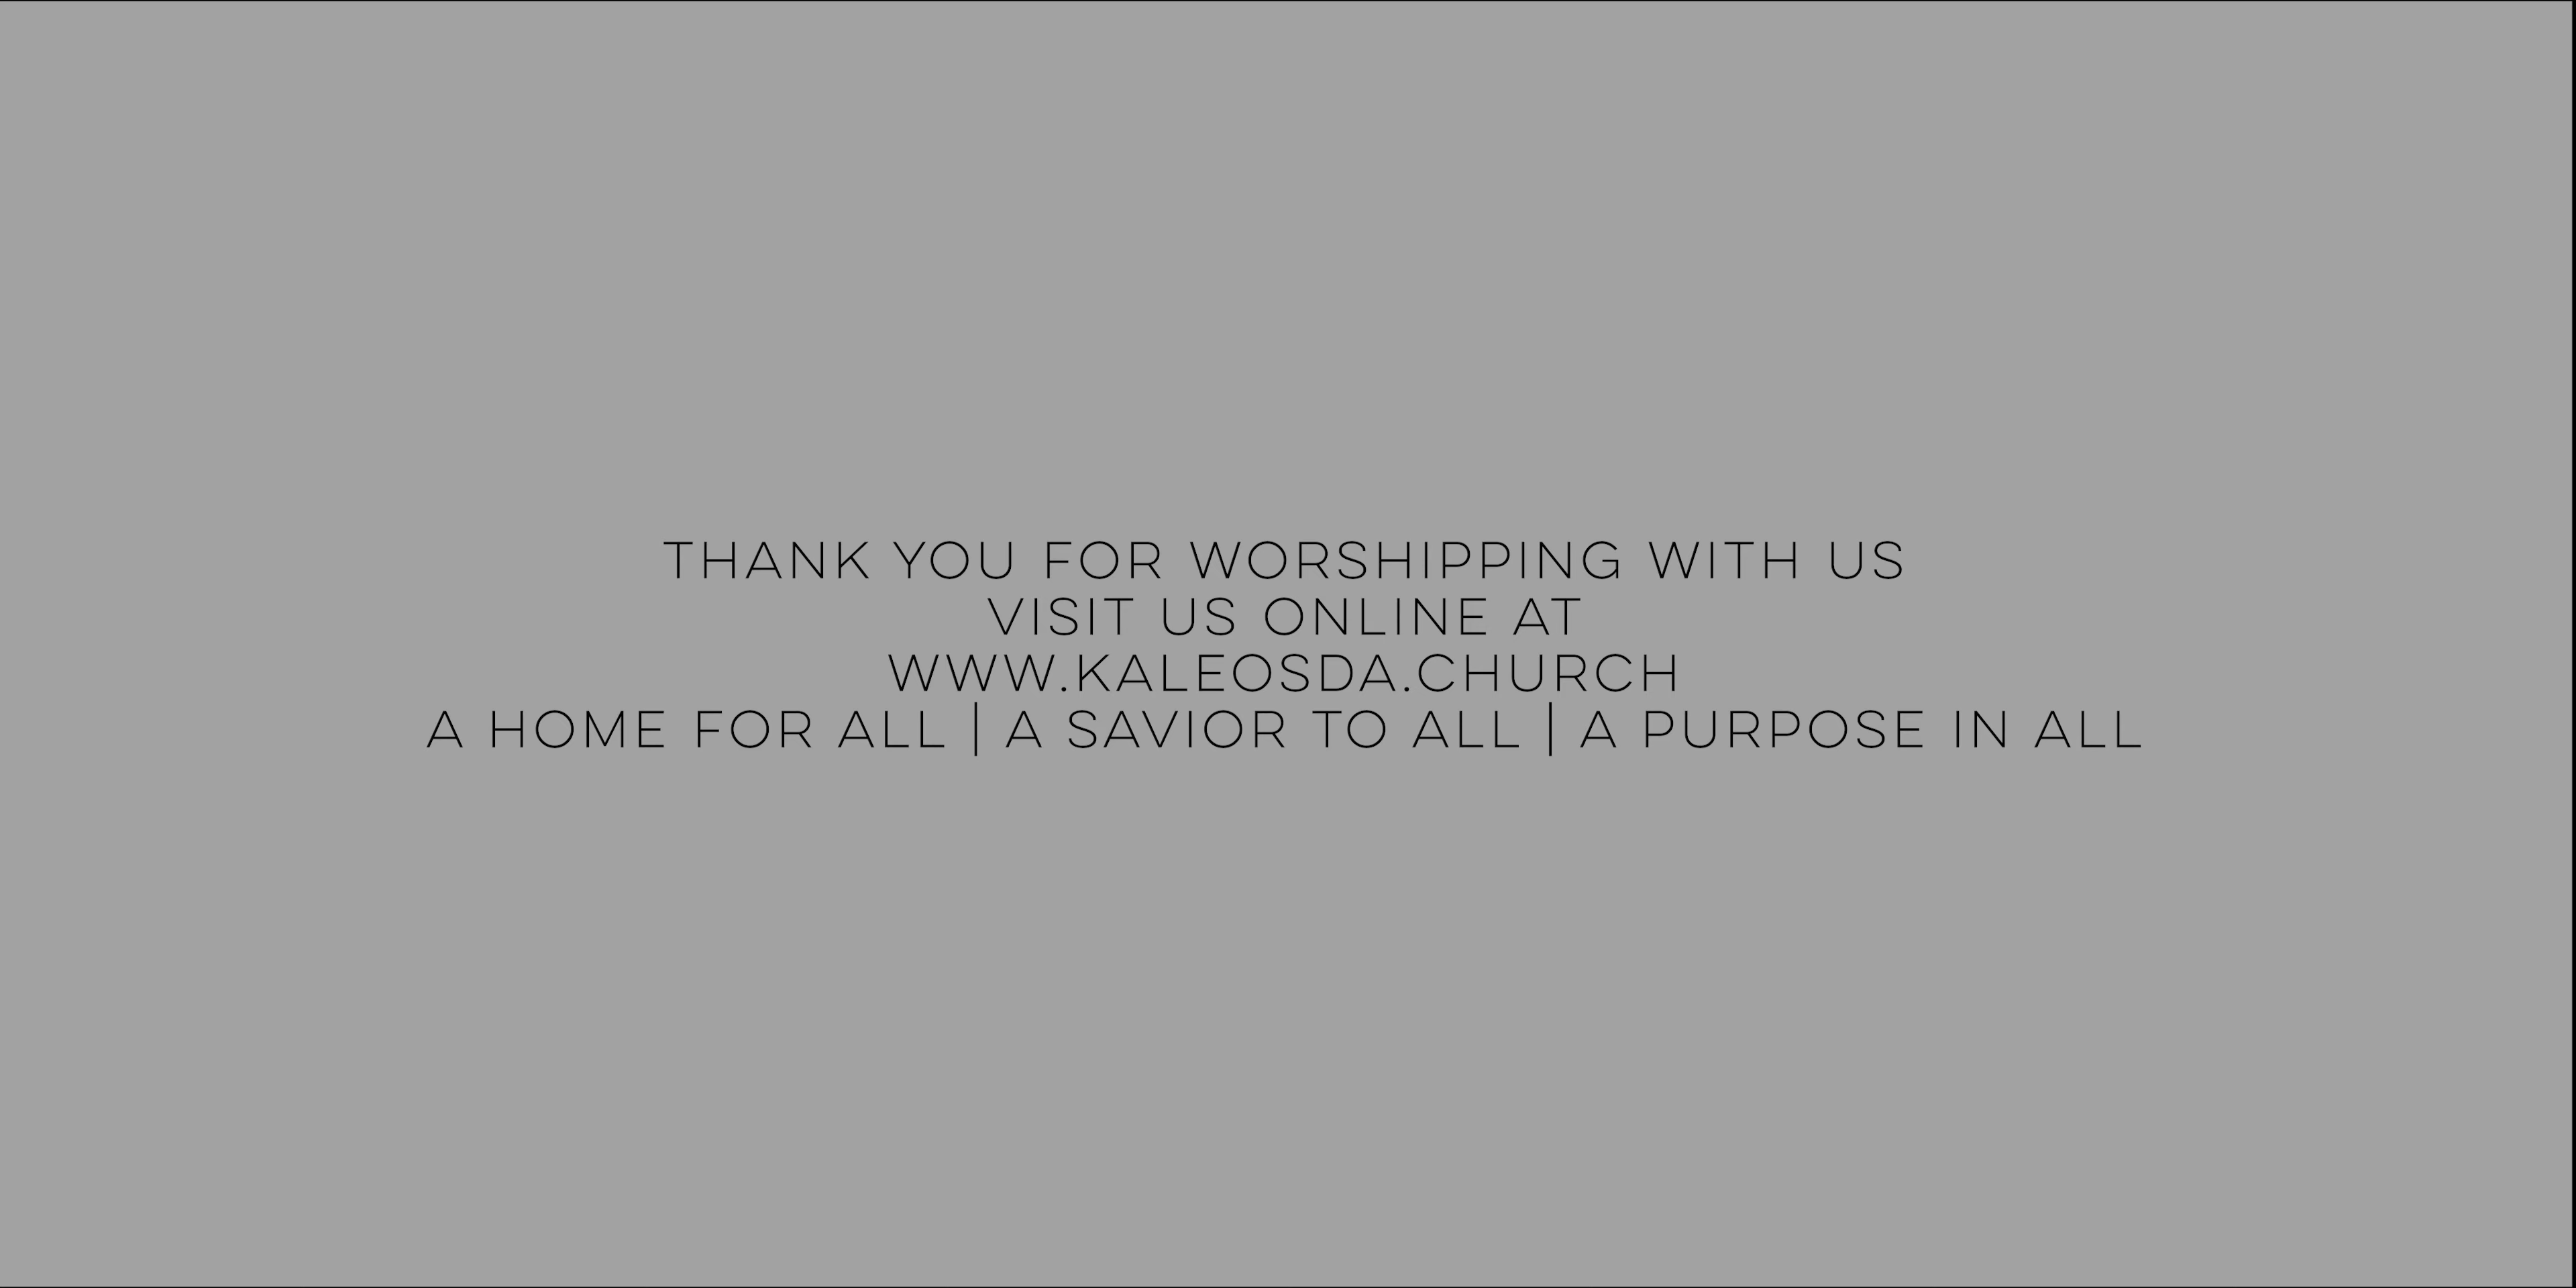 THANK YOU FOR WORSHIPPING WITH US
VISIT US ONLINE AT
WWW.KALEOSDA.CHURCH
A HOME FOR ALL | A SAVIOR TO ALL | A PURPOSE IN ALL